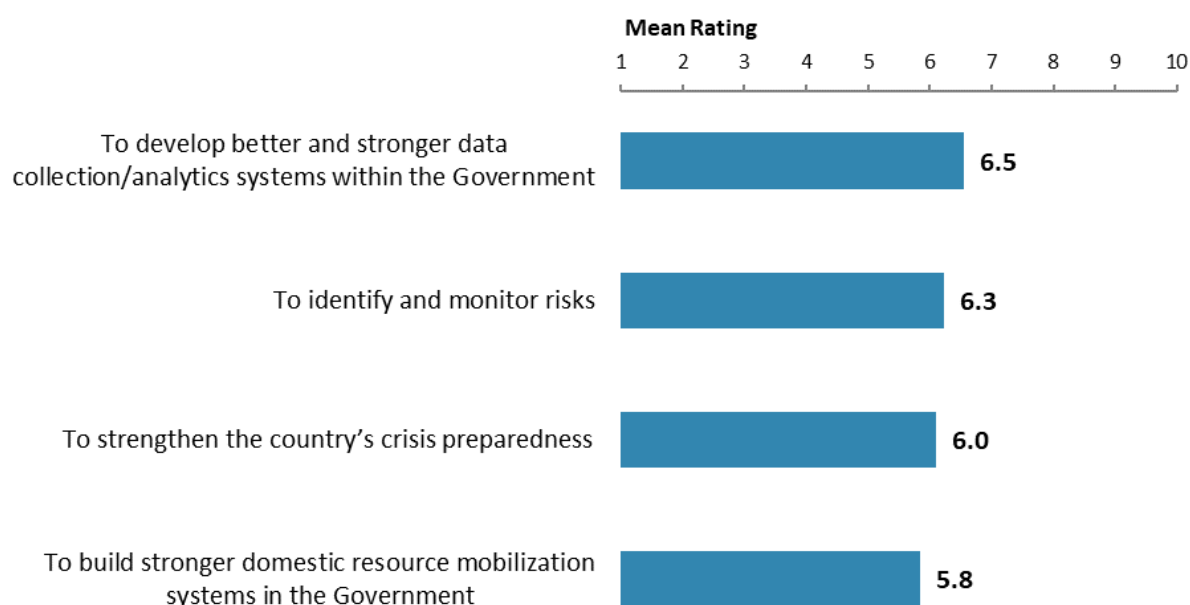 Mean Rating
1 2 3 4 5 6 7 8 9 10
To develop better and stronger data
collection/analytics systems within the Government
6.5
To identify and monitor risks
6.3
To strengthen the country’s crisis preparedness
6.0
To build stronger domestic resource mobilization
systems in the Government
5.8